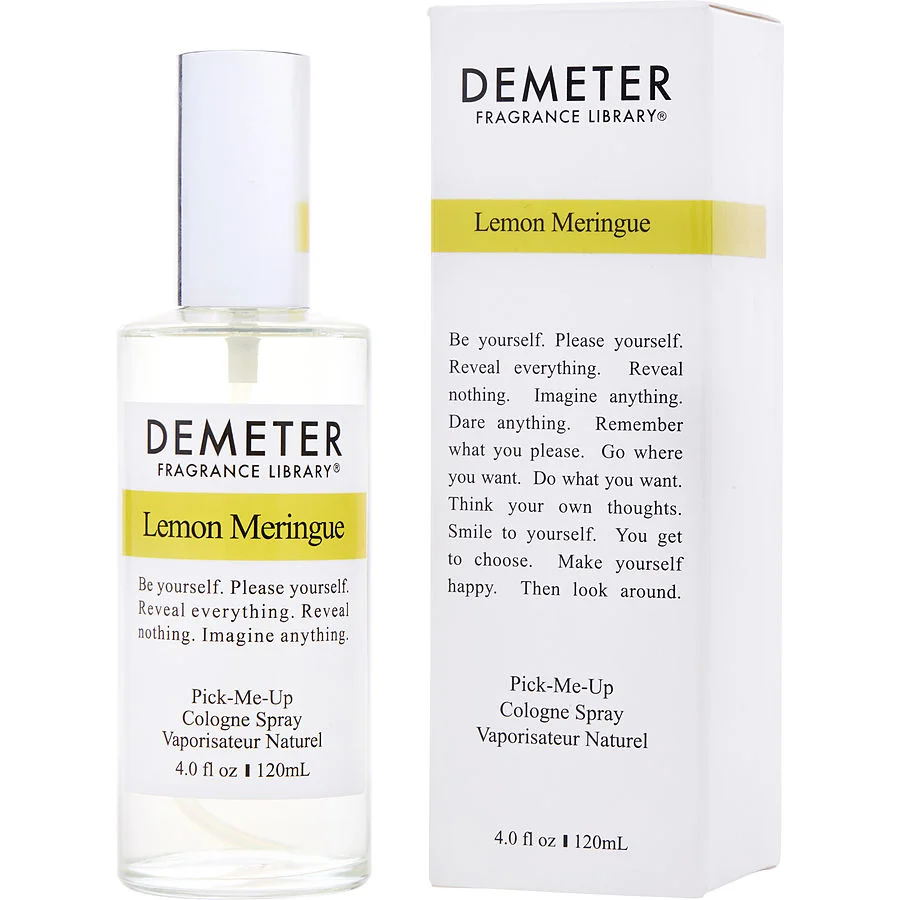 DEMETER
FRAGRANCE LIBRARY®
Lemon Meringue
Be yourself. Please yourself.
Reveal everything. Reveal
nothing. Imagine anything.
Pick-Me-Up
Cologne Spray
Vaporisateur Naturel
4.0 fl oz ▌120mL
DEMETER
FRAGRANCE LIBRARY®
Lemon Meringue
Be yourself. Please yourself.
Reveal everything. Reveal
nothing. Imagine anything.
Dare anything. Remember
what you please. Go where
you want. Do what you want.
Think your own thoughts.
Smile to yourself. You get
to choose. Make yourself
happy. Then look around.
Pick-Me-Up
Cologne Spray
Vaporisateur Naturel
4.0 fl oz ▌120mL